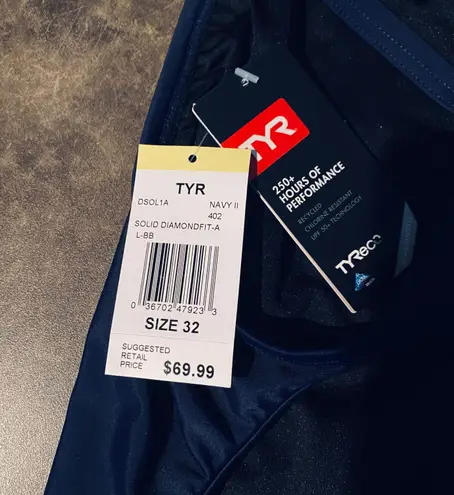 TYR
DSOL1A NAVY II
402
SOLID DIAMONDFIT-A
L-BB
0 36702 47923 3
SIZE 32
SUGGESTED
RETAIL
PRICE $69.99
TYR
250+
HOURS OF
PERFORMANCE
RECYCLED
CHLORINE RESISTANT
UPF 50+ TECHNOLOGY
TYReco